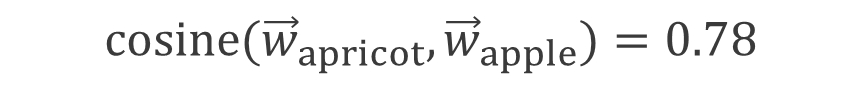 cosine(w⃗apricot, w⃗apple) = 0.78